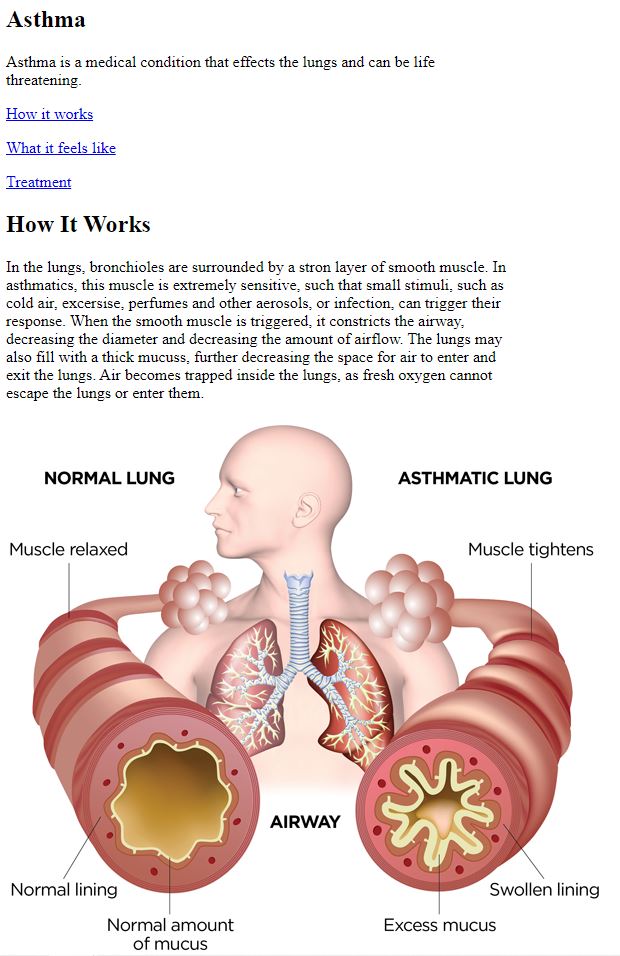 Asthma
Asthma is a medical condition that effects the lungs and can be life
threatening.
How it works
What it feels like
Treatment
How It Works
In the lungs, bronchioles are surrounded by a stron layer of smooth muscle. In
asthmatics, this muscle is extremely sensitive, such that small stimuli, such as
cold air, excersise, perfumes and other aerosols, or infection, can trigger their
response. When the smooth muscle is triggered, it constricts the airway,
decreasing the diameter and decreasing the amount of airflow. The lungs may
also fill with a thick mucuss, further decreasing the space for air to enter and
exit the lungs. Air becomes trapped inside the lungs, as fresh oxygen cannot
escape the lungs or enter them.
NORMAL LUNG
ASTHMATIC LUNG
Muscle relaxed
Muscle tightens
AIRWAY
Normal lining
Swollen lining
Normal amount
of mucus
Excess mucus